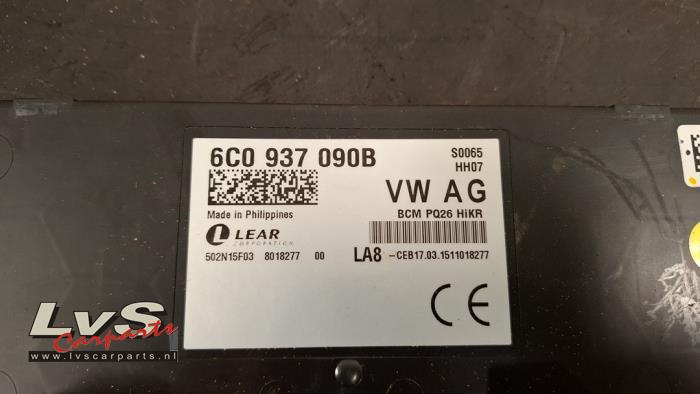 6C0 937 090B
S0065
HH07
VW AG
Made in Philippines
BCM PQ26 HiKR
LEAR
CORPORATION
502N15F03 8018277 00
LA8 -CEB17.03.1511018277
CE
LvS
Carparts
www.lvscarparts.nl